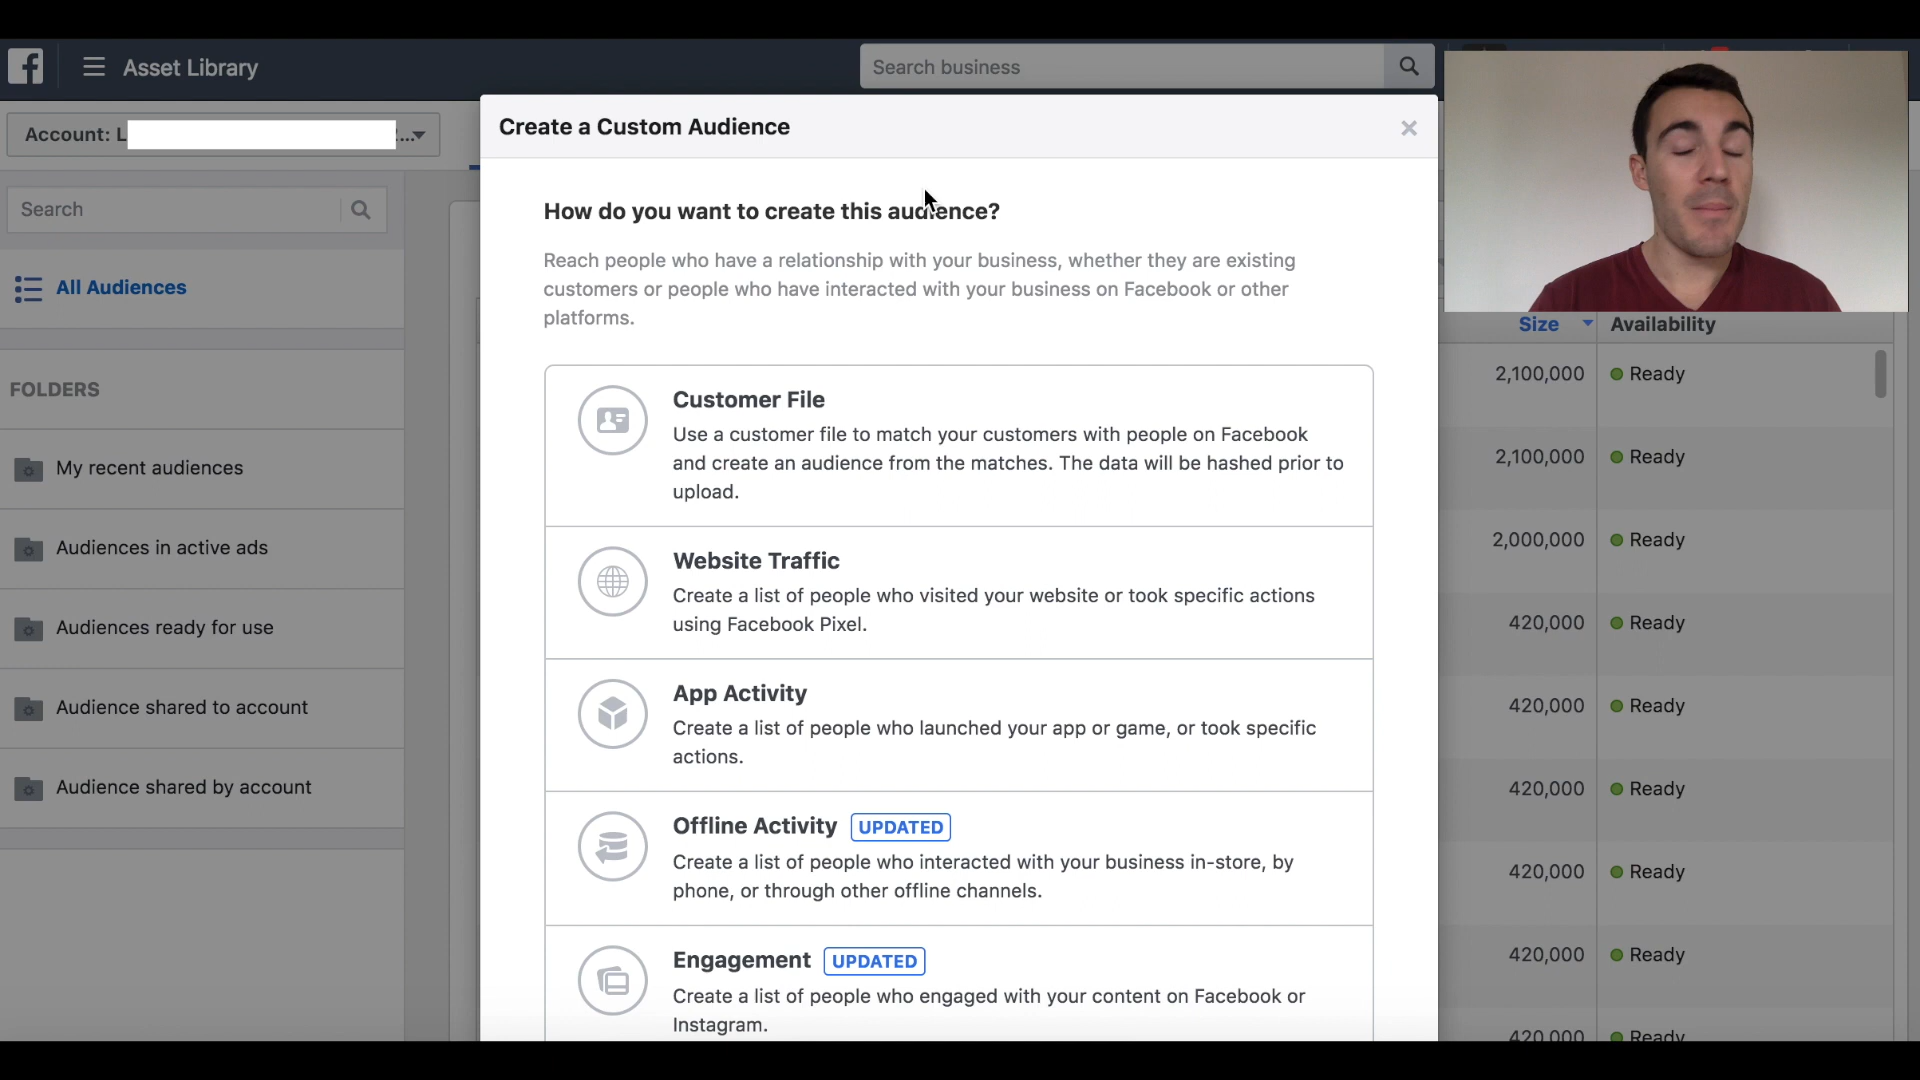 Asset Library
Search business
Account: L
...
Search
All Audiences
FOLDERS
My recent audiences
Audiences in active ads
Audiences ready for use
Audience shared to account
Audience shared by account
Create a Custom Audience
How do you want to create this audience?
Reach people who have a relationship with your business, whether they are existing
customers or people who have interacted with your business on Facebook or other
platforms.
Customer File
Use a customer file to match your customers with people on Facebook
and create an audience from the matches. The data will be hashed prior to
upload.
Website Traffic
Create a list of people who visited your website or took specific actions
using Facebook Pixel.
App Activity
Create a list of people who launched your app or game, or took specific
actions.
Offline Activity UPDATED
Create a list of people who interacted with your business in-store, by
phone, or through other offline channels.
Engagement UPDATED
Create a list of people who engaged with your content on Facebook or
Instagram.
Size Availability
2,100,000 Ready
2,100,000 Ready
2,000,000 Ready
420,000 Ready
420,000 Ready
420,000 Ready
420,000 Ready
420,000 Ready
420,000 Ready